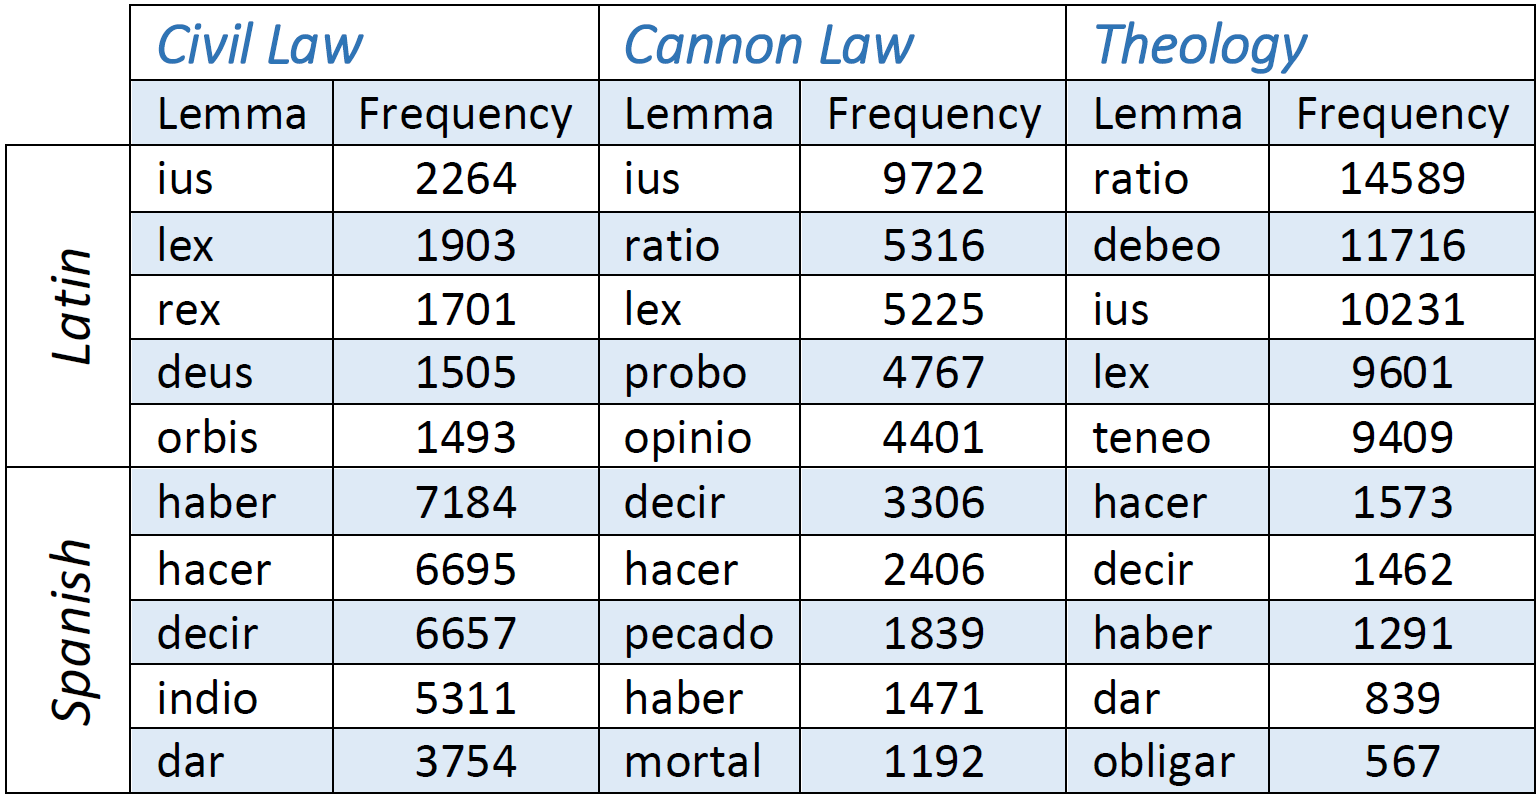 Civil Law Cannon Law Theology
Lemma Frequency Lemma Frequency Lemma Frequency
Latin
ius 2264 ius 9722 ratio 14589
lex 1903 ratio 5316 debeo 11716
rex 1701 lex 5225 ius 10231
deus 1505 probo 4767 lex 9601
orbis 1493 opinio 4401 teneo 9409
Spanish
haber 7184 decir 3306 hacer 1573
hacer 6695 hacer 2406 decir 1462
decir 6657 pecado 1839 haber 1291
indio 5311 haber 1471 dar 839
dar 3754 mortal 1192 obligar 567